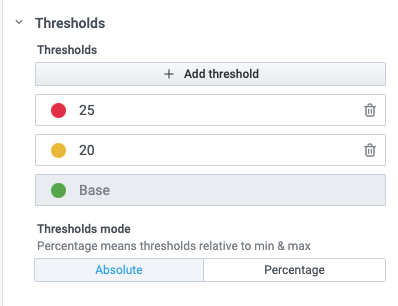 Thresholds
Thresholds
+ Add threshold
25
20
Base
Thresholds mode
Percentage means thresholds relative to min & max
Absolute Percentage